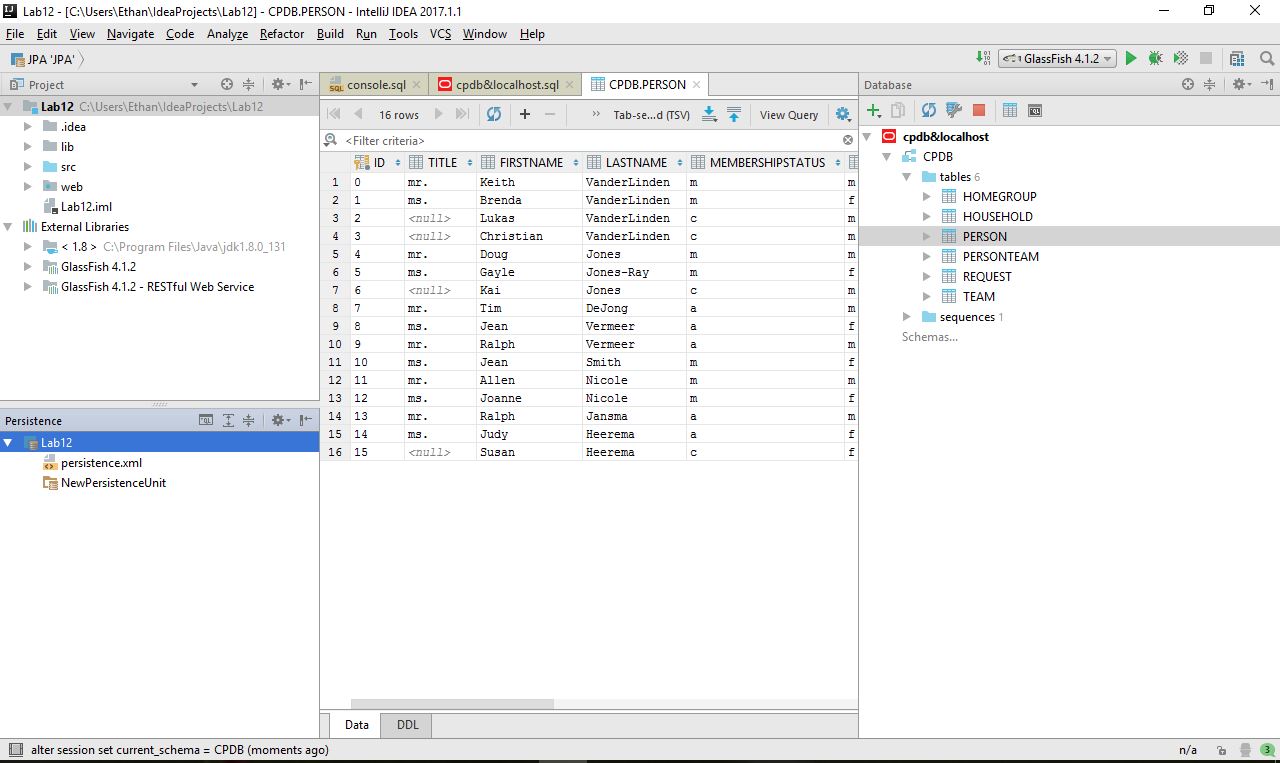 Lab12 - [C:\Users\Ethan\IdeaProjects\Lab12] - CPDB.PERSON - IntelliJ IDEA 2017.1.1
File Edit View Navigate Code Analyze Refactor Build Run Tools VCS Window Help
JPA 'JPA' GlassFish 4.1.2
Project
Lab12 C:\Users\Ethan\IdeaProjects\Lab12
.idea
lib
src
web
Lab12.iml
External Libraries
< 1.8 > C:\Program Files\Java\jdk1.8.0_131
GlassFish 4.1.2
GlassFish 4.1.2 - RESTful Web Service
Persistence
Lab12
persistence.xml
NewPersistenceUnit
console.sql cpdb&localhost.sql CPDB.PERSON
16 rows Tab-se...d (TSV) View Query
<Filter criteria>
ID TITLE FIRSTNAME LASTNAME MEMBERSHIPSTATUS
1 0 mr. Keith VanderLinden m m
2 1 ms. Brenda VanderLinden m f
3 2 <null> Lukas VanderLinden c m
4 3 <null> Christian VanderLinden c m
5 4 mr. Doug Jones m m
6 5 ms. Gayle Jones-Ray m f
7 6 <null> Kai Jones c m
8 7 mr. Tim DeJong a m
9 8 ms. Jean Vermeer a f
10 9 mr. Ralph Vermeer a m
11 10 ms. Jean Smith m f
12 11 mr. Allen Nicole m m
13 12 ms. Joanne Nicole m f
14 13 mr. Ralph Jansma a m
15 14 ms. Judy Heerema a f
16 15 <null> Susan Heerema c f
Data DDL
Database
cpdb&localhost
CPDB
tables 6
HOMEGROUP
HOUSEHOLD
PERSON
PERSONTEAM
REQUEST
TEAM
sequences 1
Schemas...
alter session set current_schema = CPDB (moments ago) n/a 3